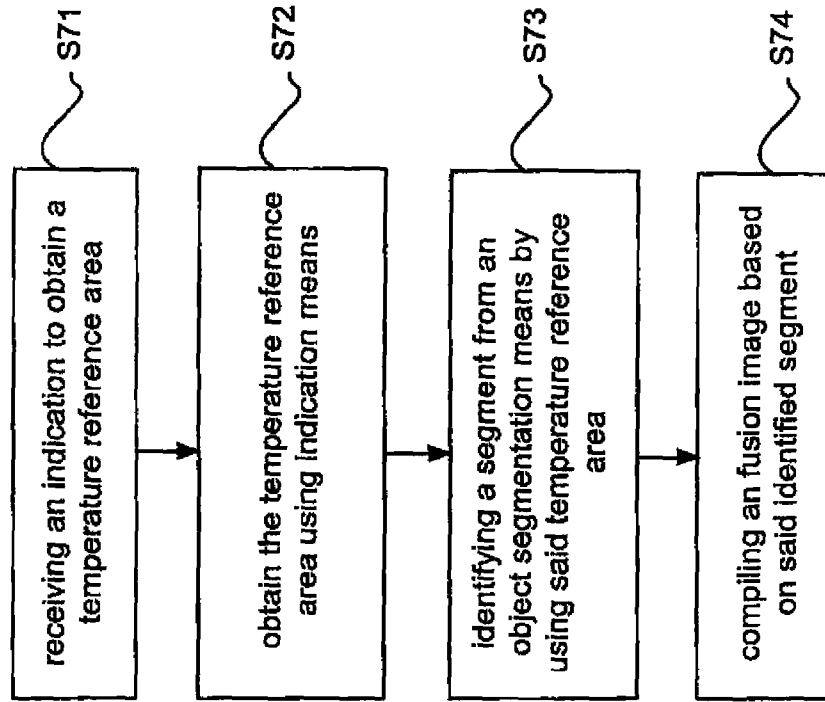 receiving an indication to obtain a
temperature reference area
S71
obtain the temperature reference
area using indication means
S72
identifying a segment from an
object segmentation means by
using said temperature reference
area
S73
compiling an fusion image based
on said identified segment
S74